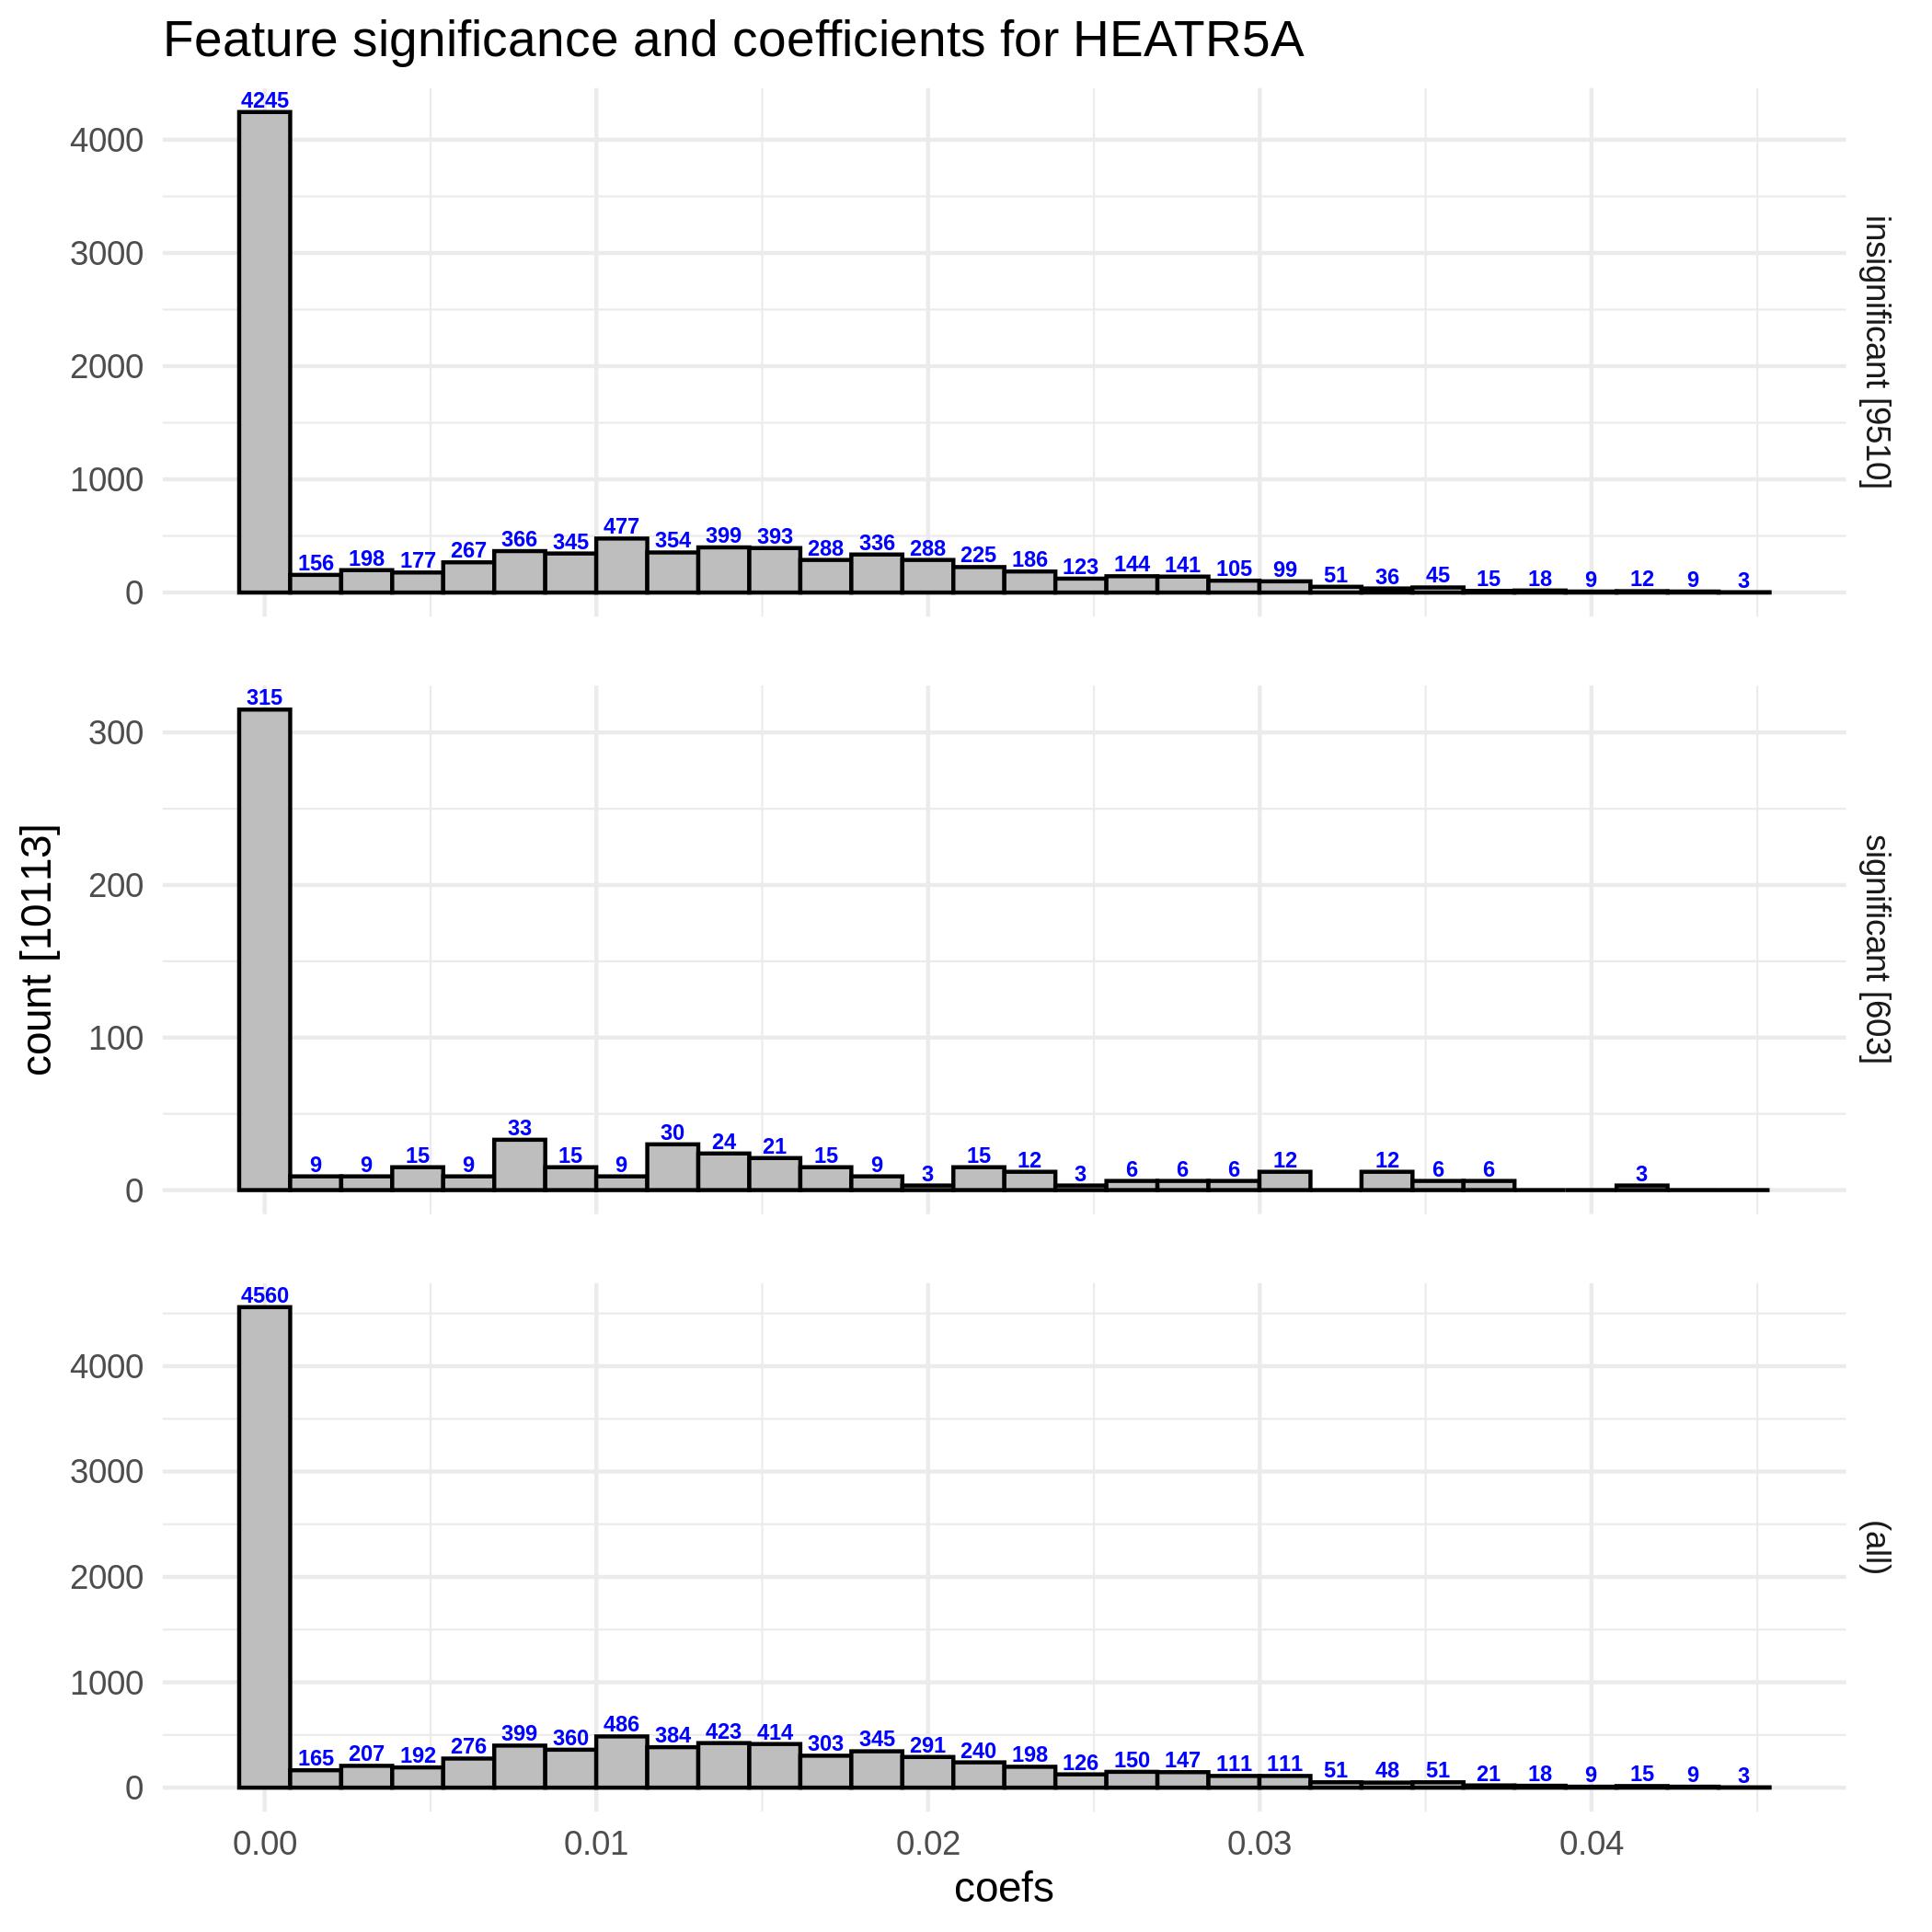 Feature significance and coefficients for HEATR5A
4245
4000
3000
2000
1000
0
156 198 177 267 366 345 477 354 399 393 288 336 288 225 186 123 144 141 105 99 51 36 45 15 18 9 12 9 3
insignificant [9510]
315
300
200
100
0
9 9 15 9 33 15 9 30 24 21 15 9 3 15 12 3 6 6 6 12 12 6 6 3
significant [603]
count [10113]
4560
4000
3000
2000
1000
0
165 207 192 276 399 360 486 384 423 414 303 345 291 240 198 126 150 147 111 111 51 48 51 21 18 9 15 9 3
(all)
0.00 0.01 0.02 0.03 0.04
coefs